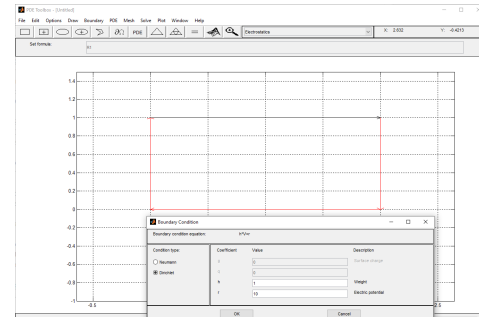 PDE Toolbox - [Untitled]
File Edit Options Draw Boundary PDE Mesh Solve Plot Window Help
PDE = Electrostatics X: 2.632 Y: -0.4213
Set formula: R1
1.4
1.2
1
0.8
0.6
0.4
0.2
0
-0.2
-0.4
-0.6
-0.8
-1
-0.5
2.5
Boundary Condition
Boundary condition equation: h*V=r
Condition type: Coefficient Value Description
Neumann 0 Surface charge
Dirichlet 0
h 1 Weight
r 10 Electric potential
OK Cancel